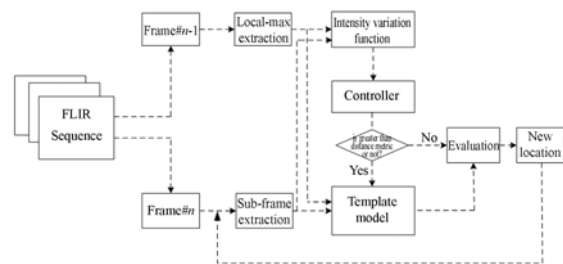 Frame#n-1
Local-max
extraction
Intensity variation
function
Controller
FLIR
Sequence
is greater than
distance metric
or not?
No
Evaluation
New
location
Yes
Frame#n
Sub-frame
extraction
Template
model